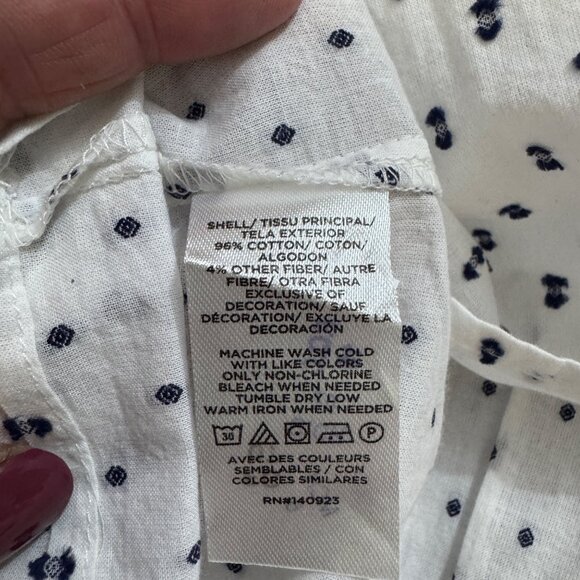 SHELL/ TISSU PRINCIPAL/
TELA EXTERIOR
96% COTTON/ COTON/
ALGODON
4% OTHER FIBER/ AUTRE
FIBRE/ OTRA FIBRA
EXCLUSIVE OF
DECORATION/ SAUF
DÉCORATION/ EXCLUYE LA
DECORACIÓN
MACHINE WASH COLD
WITH LIKE COLORS
ONLY NON-CHLORINE
BLEACH WHEN NEEDED
TUMBLE DRY LOW
WARM IRON WHEN NEEDED
30 P
AVEC DES COULEURS
SEMBLABLES / CON
COLORES SIMILARES
RN#140923